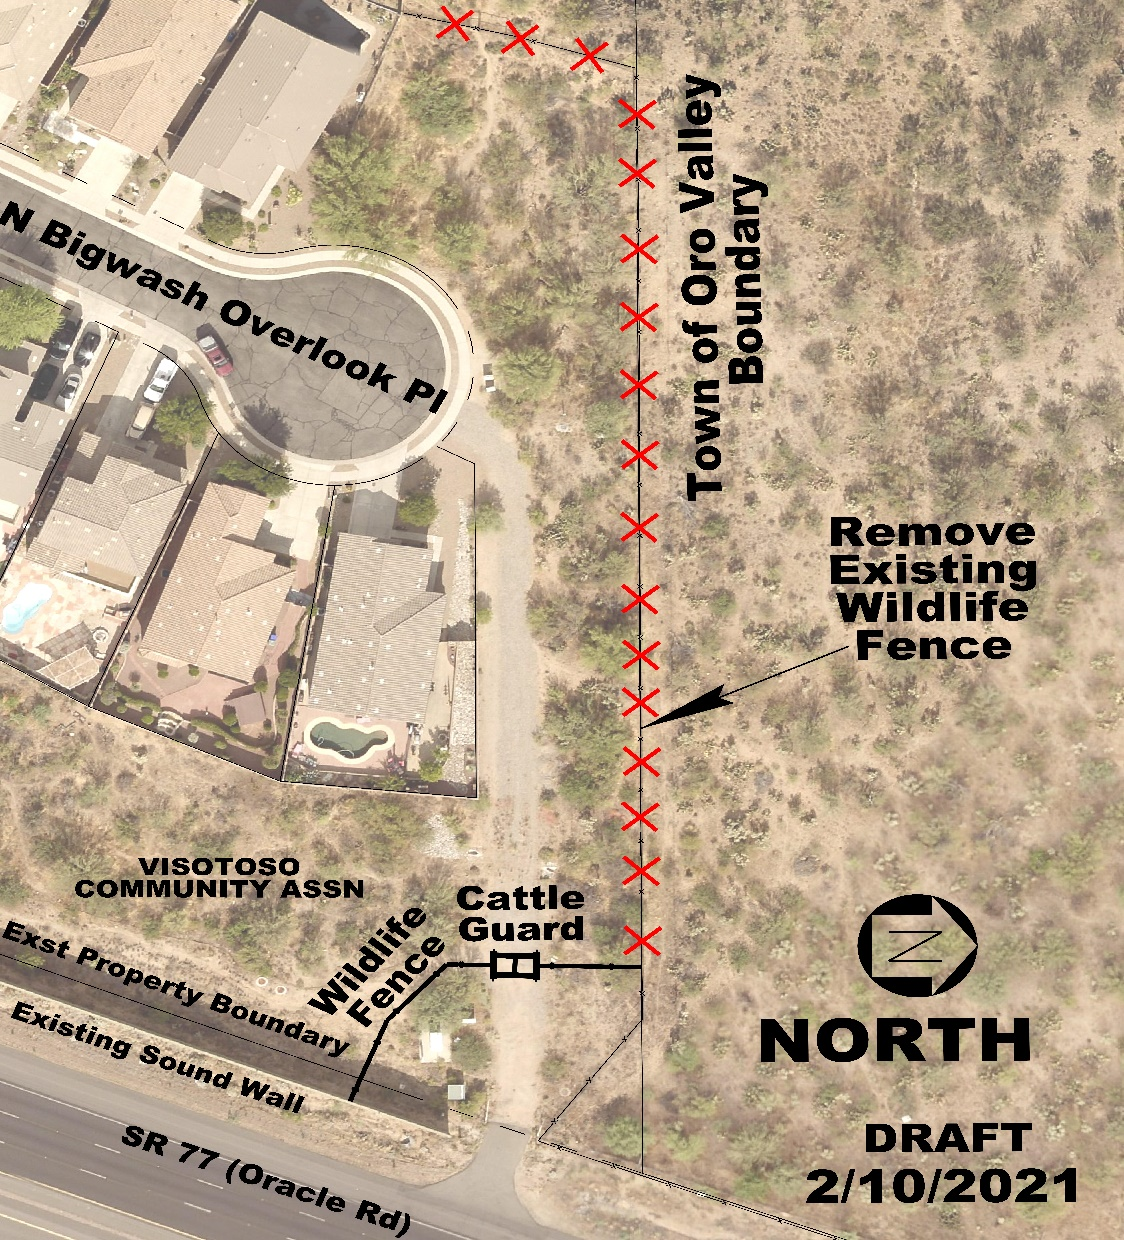 N Bigwash Overlook Pl
Town of Oro Valley
Boundary
Remove
Existing
Wildlife
Fence
VISOTOSO
COMMUNITY ASSN
Cattle
Guard
Wildlife
Fence
Exst Property Boundary
Existing Sound Wall
SR 77 (Oracle Rd)
N
NORTH
DRAFT
2/10/2021